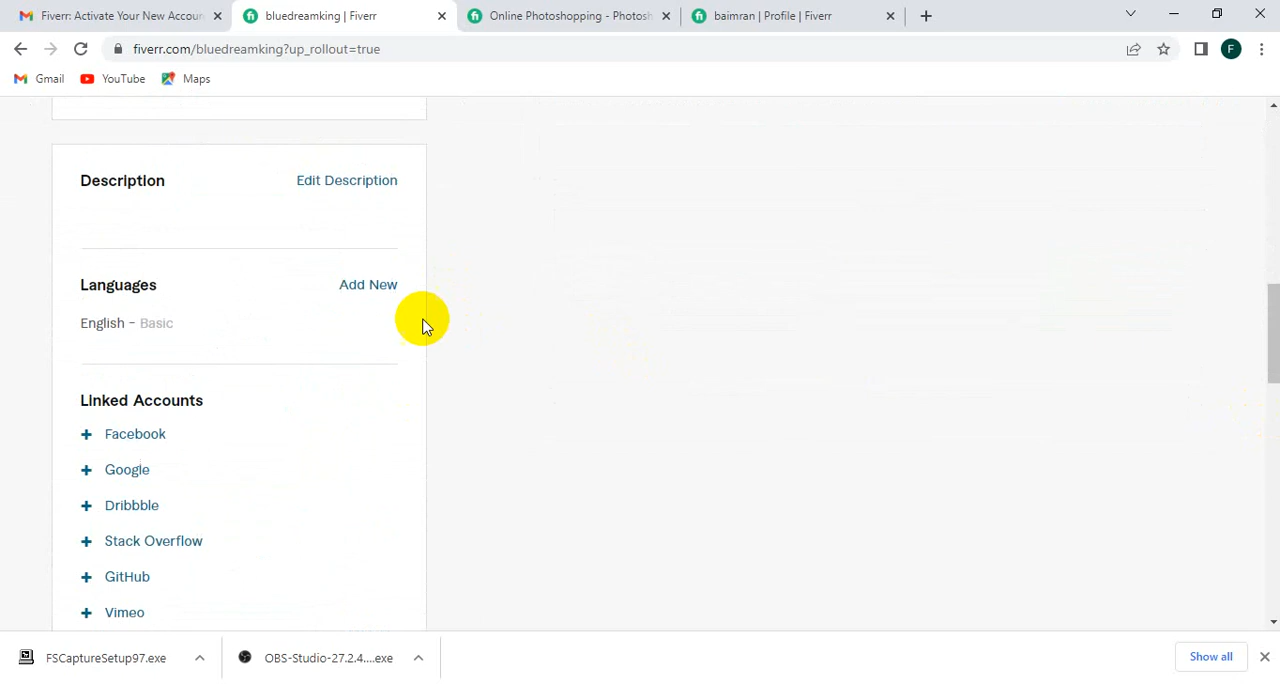 Fiverr: Activate Your New Accoun
bluedreamking | Fiverr
Online Photoshopping - Photosh
baimran | Profile | Fiverr
fiverr.com/bluedreamking?up_rollout=true
F
Gmail
YouTube
Maps
Description
Edit Description
Languages
Add New
English - Basic
Linked Accounts
+ Facebook
+ Google
+ Dribbble
+ Stack Overflow
+ GitHub
+ Vimeo
FSCaptureSetup97.exe
OBS-Studio-27.2.4....exe
Show all